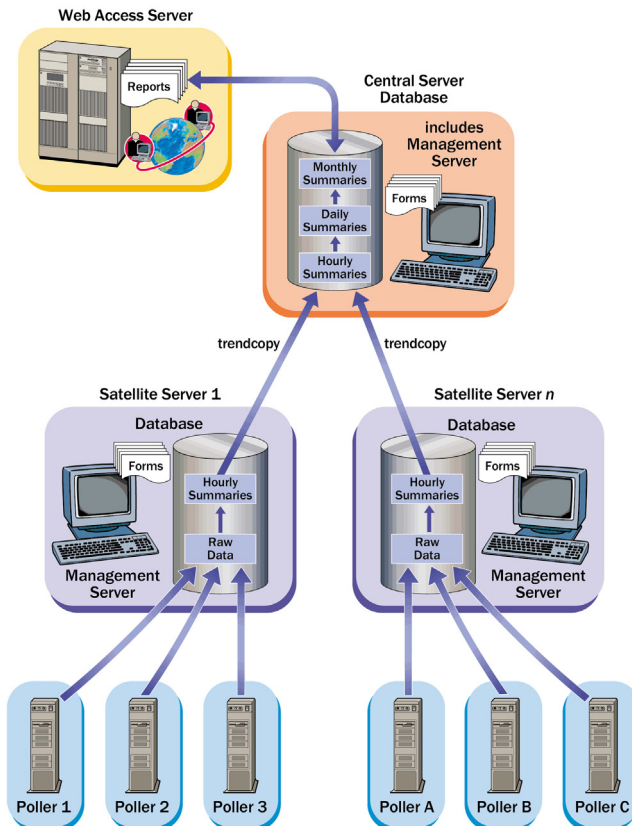 Web Access Server
Reports
Central Server
Database
includes
Management
Server
Forms
Monthly
Summaries
Daily
Summaries
Hourly
Summaries
trendcopy
trendcopy
Satellite Server 1
Database
Forms
Hourly
Summaries
Raw
Data
Management
Server
Satellite Server n
Database
Forms
Hourly
Summaries
Raw
Data
Management
Server
Poller 1
Poller 2
Poller 3
Poller A
Poller B
Poller C